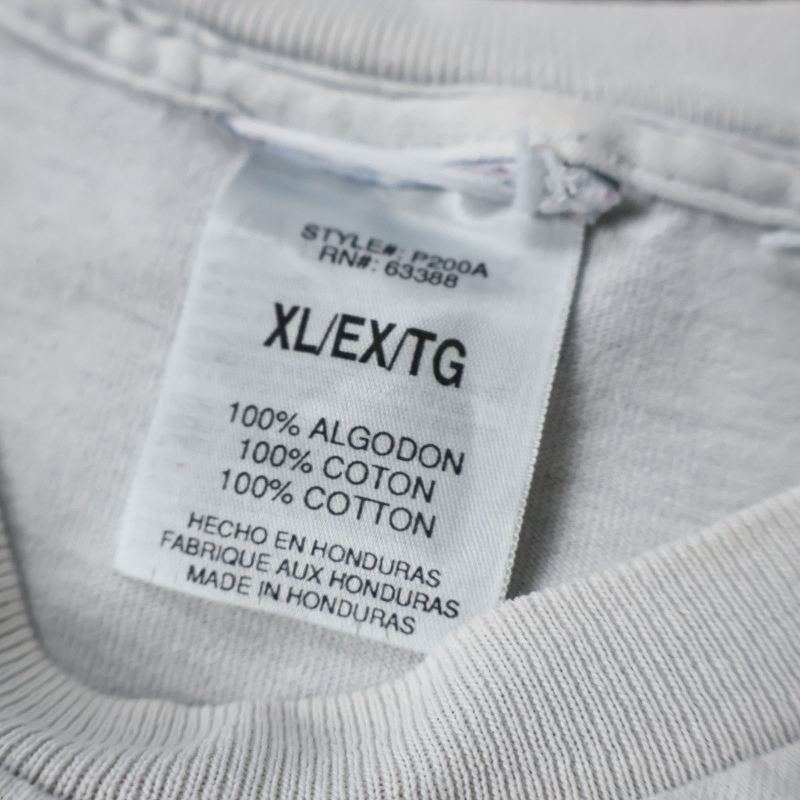 STYLE#: P200A
RN#: 63388
XL/EX/TG
100% ALGODON
100% COTON
100% COTTON
HECHO EN HONDURAS
FABRIQUE AUX HONDURAS
MADE IN HONDURAS